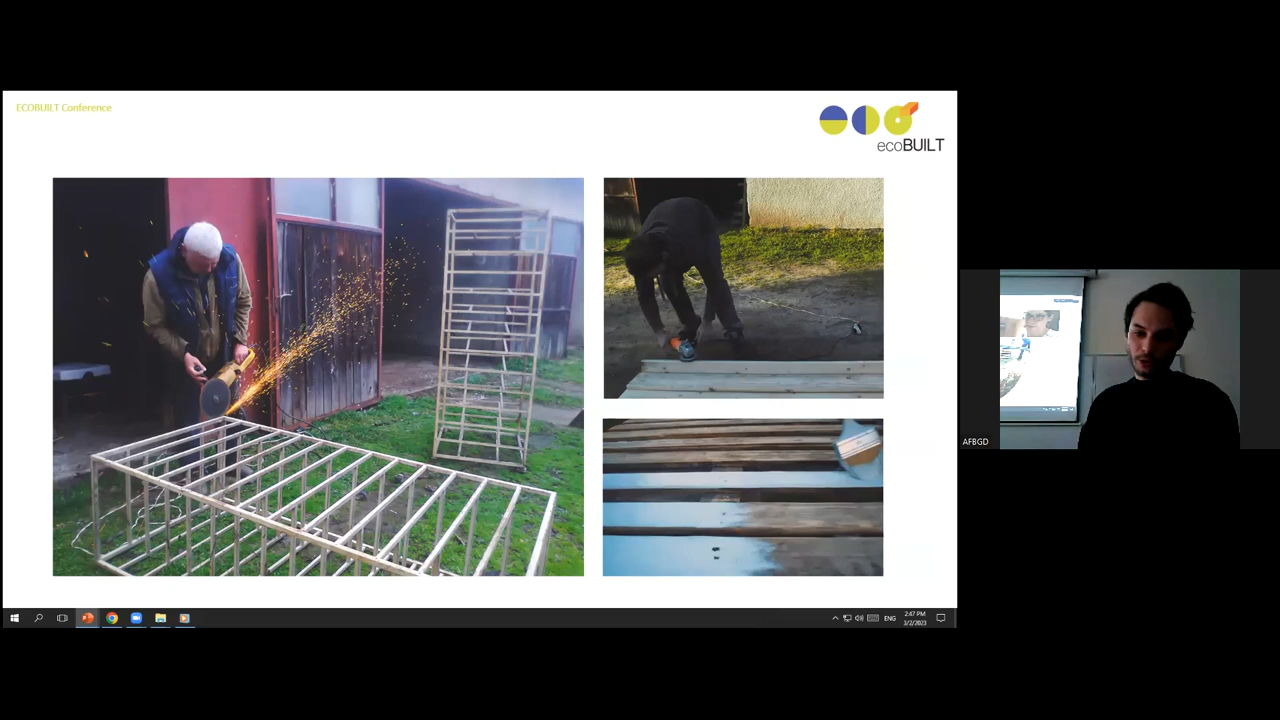 ECOBUILT Conference
ecoBUILT
AFBGD
ENG
2:47 PM
3/2/2023